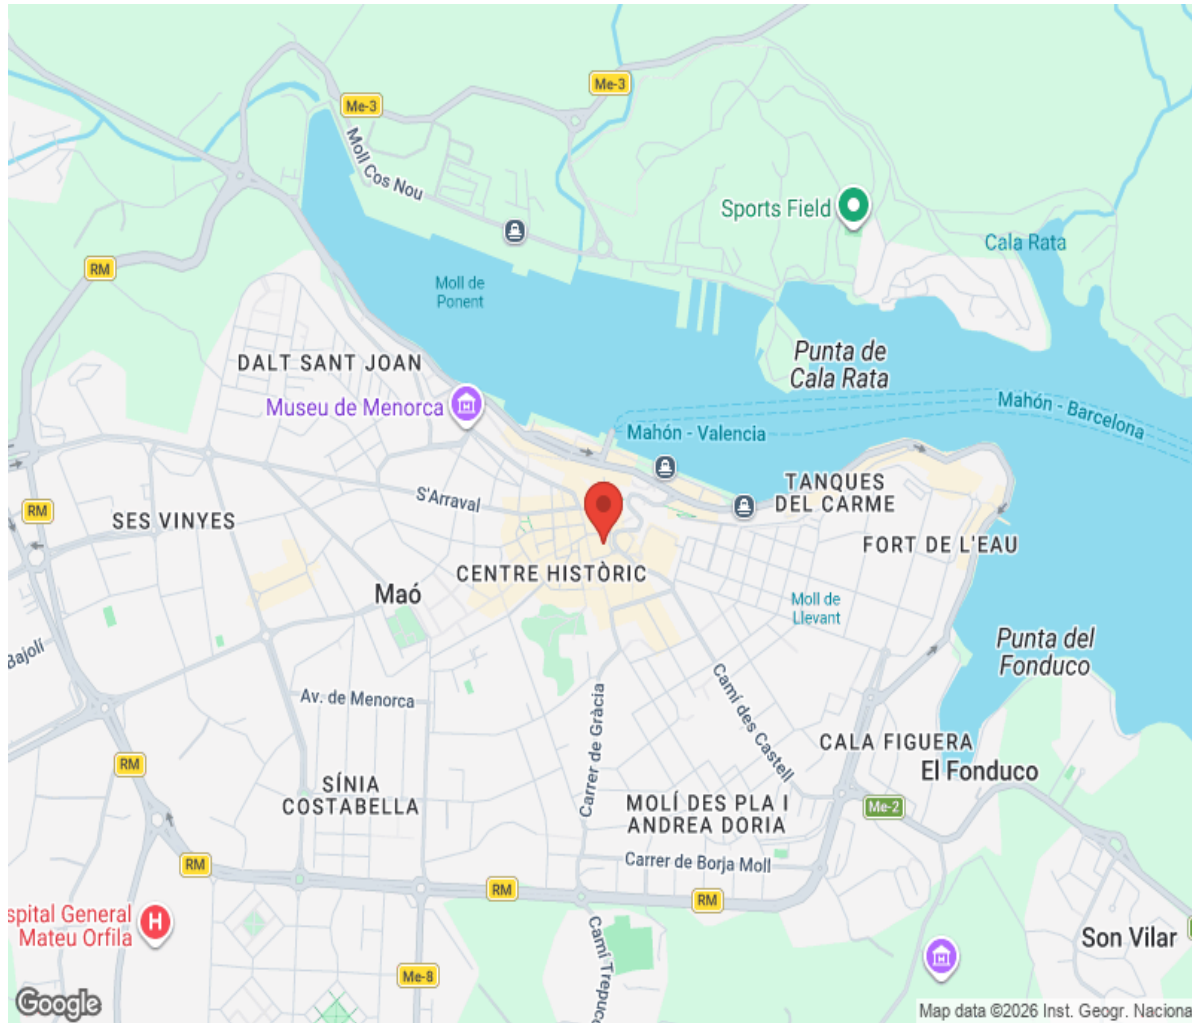 Me-3
Me-3
Moll Cos Nou
Sports Field
Cala Rata
RM
Moll de
Ponent
Punta de
Cala Rata
DALT SANT JOAN
Museu de Menorca
Mahón - Barcelona
Mahón - Valencia
TANQUES
DEL CARME
S'Arraval
RM
SES VINYES
FORT DE L'EAU
CENTRE HISTÒRIC
Maó
Moll de
Llevant
Bajolí
Punta del
Fonduco
Av. de Menorca
Carrer de Gràcia
Camí des Castell
CALA FIGUERA
El Fonduco
RM
SÍNIA
COSTABELLA
MOLÍ DES PLA I
ANDREA DORIA
Me-2
RM
Carrer de Borja Moll
RM
RM
spital General
Mateu Orfila
H
Camí Trepucó
Son Vilar
Me-8
Google
Map data ©2026 Inst. Geogr. Naciona